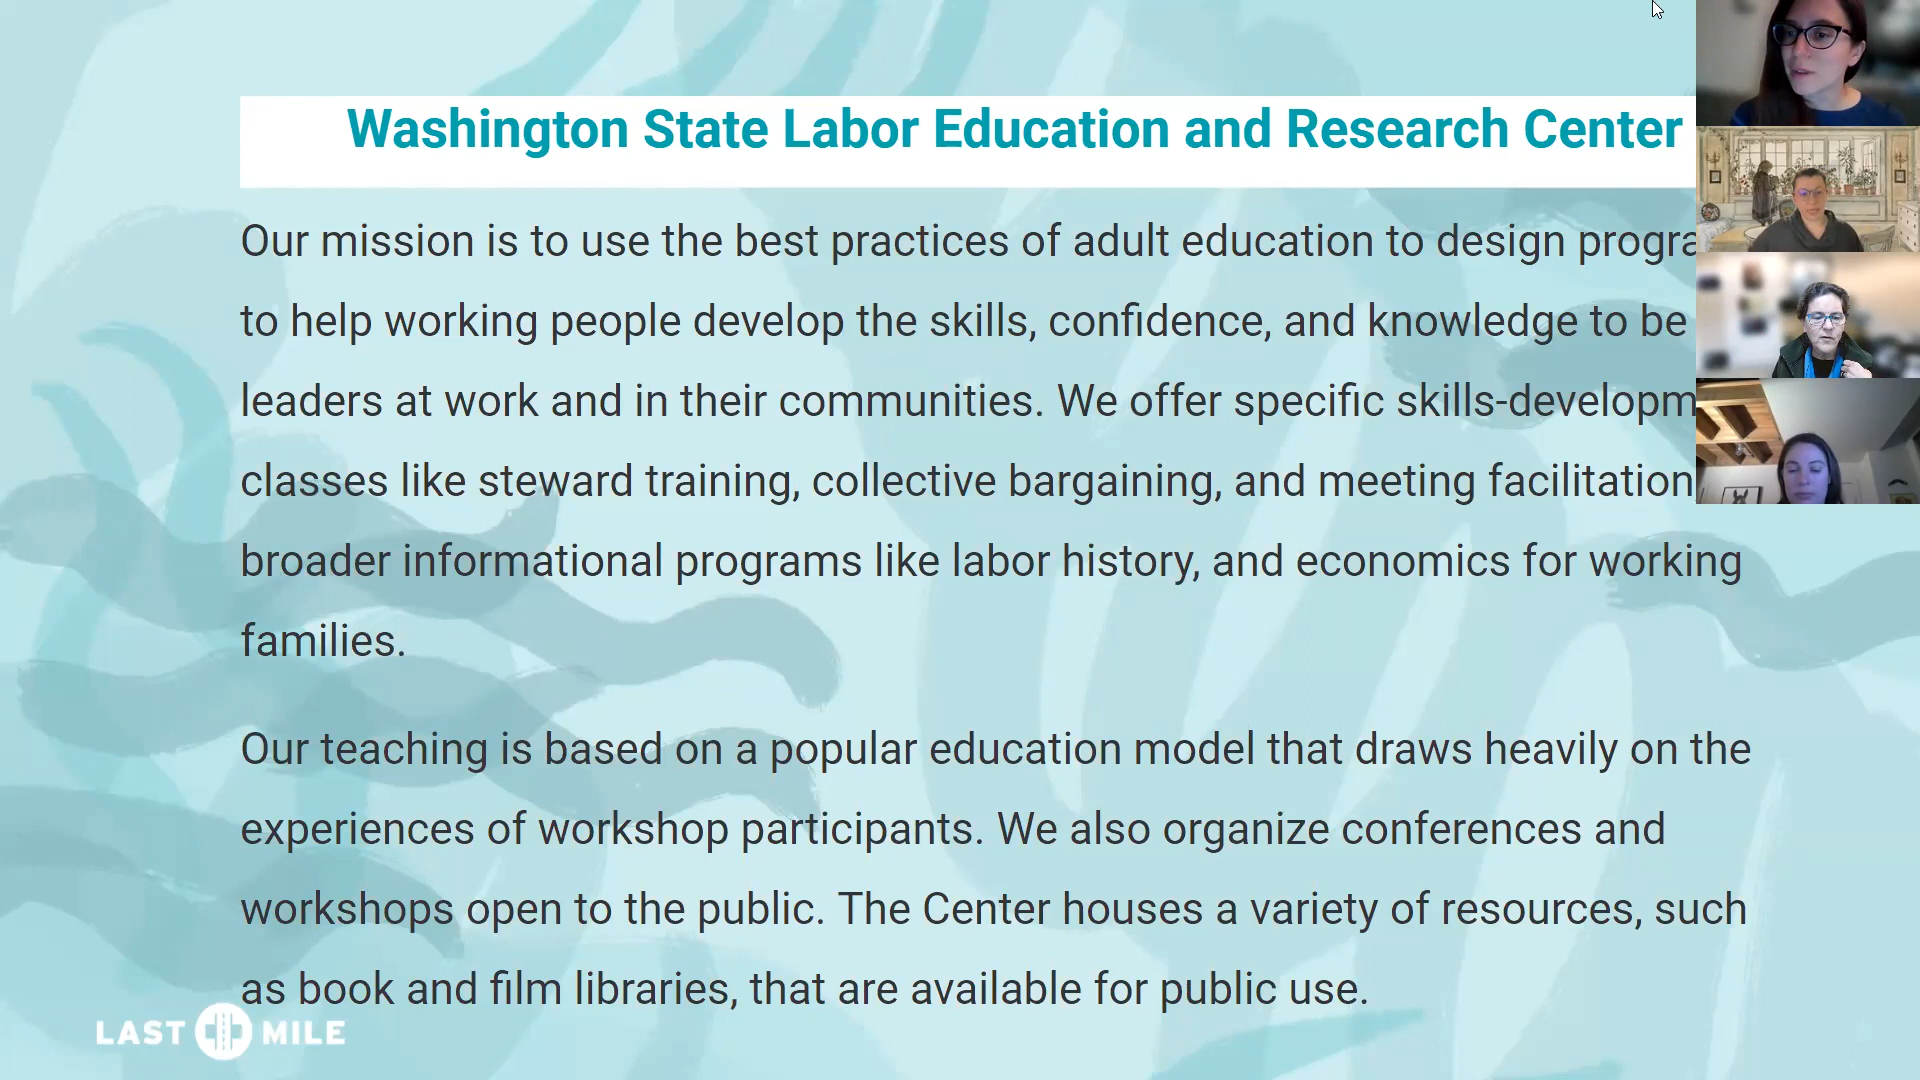 Washington State Labor Education and Research Center
Our mission is to use the best practices of adult education to design
to help working people develop the skills, confidence, and knowledge to be
leaders at work and in their communities. We offer specific
classes like steward training, collective bargaining, and meeting facilitation
broader informational programs like labor history, and economics for working
families.
Our teaching is based on a popular education model that draws heavily on the
experiences of workshop participants. We also organize conferences and
workshops open to the public. The Center houses a variety of resources, such
as book and film libraries, that are available for public use.
LAST MILE